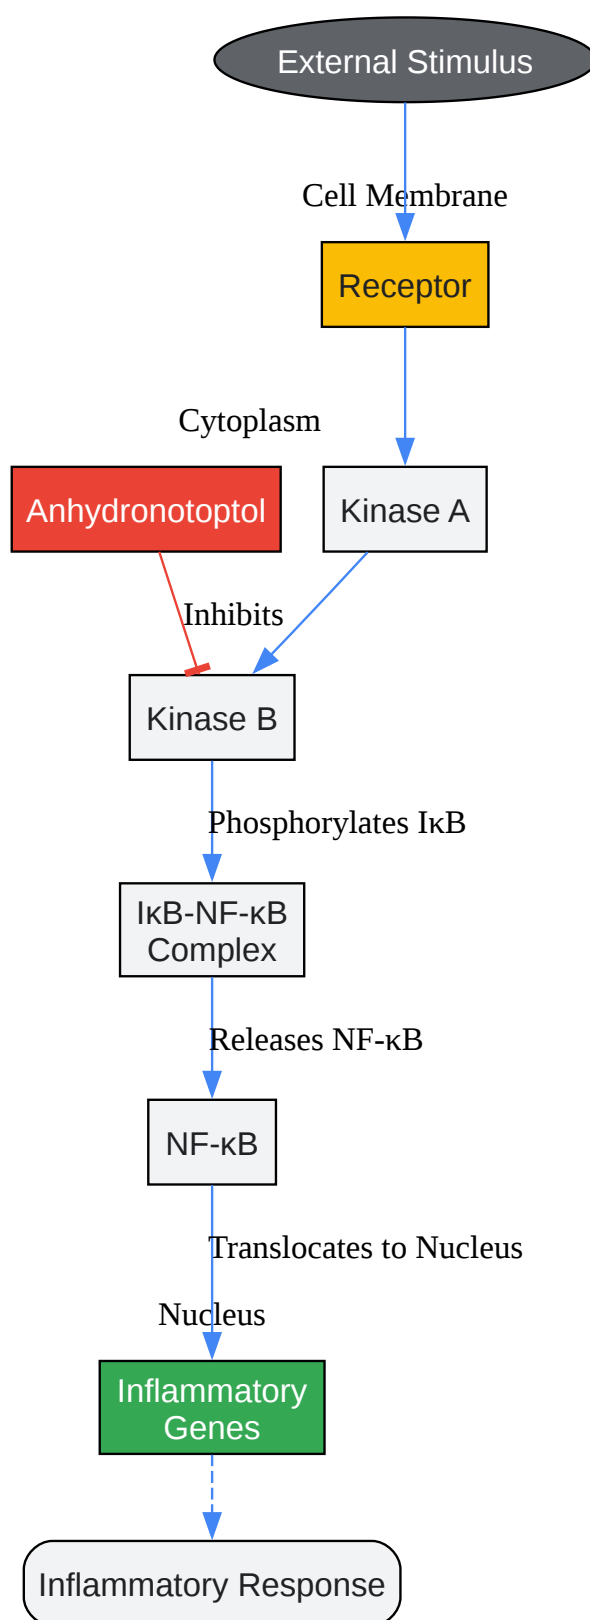 External Stimulus
Cell Membrane
Receptor
Cytoplasm
Anhydronotoptol
Kinase A
Inhibits
Kinase B
Phosphorylates IκB
IκB-NF-κB
Complex
Releases NF-κB
NF-κB
Translocates to Nucleus
Nucleus
Inflammatory
Genes
Inflammatory Response